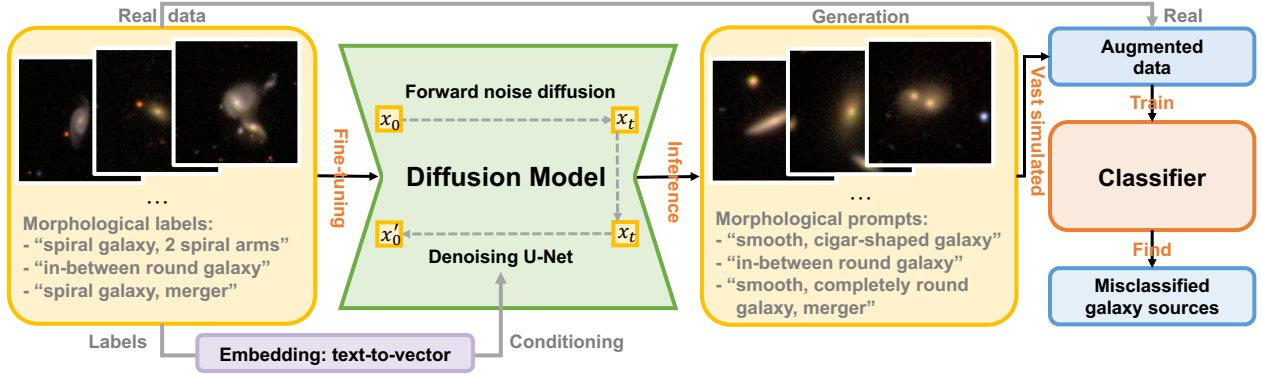 Real data
Generation
Real
...
Morphological labels:
- “spiral galaxy, 2 spiral arms”
- “in-between round galaxy”
- “spiral galaxy, merger”
Fine-tuning
Forward noise diffusion
x₀
xₜ
Diffusion Model
x₀′
xₜ
Denoising U-Net
Inference
...
Morphological prompts:
- “smooth, cigar-shaped galaxy”
- “in-between round galaxy”
- “smooth, completely round
galaxy, merger”
Vast simulated
Augmented
data
Train
Classifier
Find
Misclassified
galaxy sources
Labels
Embedding: text-to-vector
Conditioning